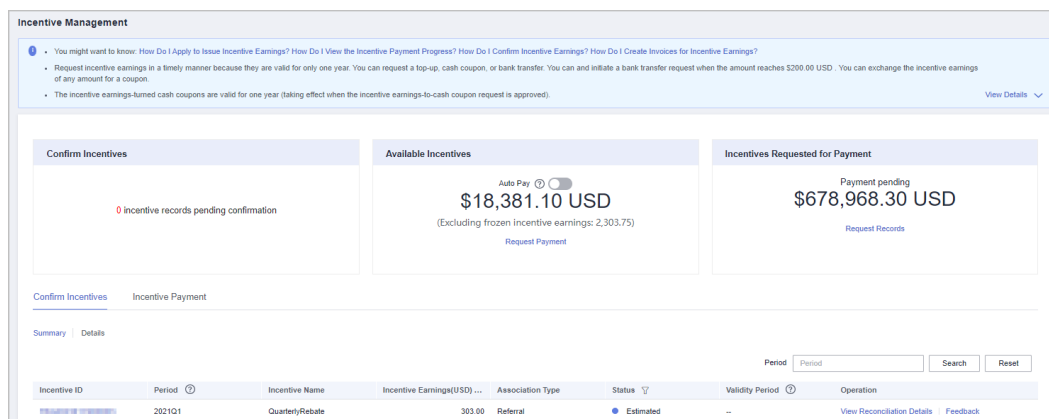 Incentive Management
You might want to know: How Do I Apply to Issue Incentive Earnings? How Do I View the Incentive Payment Progress? How Do I Confirm Incentive Earnings? How Do I Create Invoices for Incentive Earnings?
Request incentive earnings in a timely manner because they are valid for only one year. You can request a top-up, cash coupon, or bank transfer. You can and initiate a bank transfer request when the amount reaches $200.00 USD . You can exchange the incentive earnings
of any amount for a coupon.
The incentive earnings-turned cash coupons are valid for one year (taking effect when the incentive earnings-to-cash coupon request is approved).
View Details
Confirm Incentives
0 incentive records pending confirmation
Available Incentives
Auto Pay ?
$18,381.10 USD
(Excluding frozen incentive earnings: 2,303.75)
Request Payment
Incentives Requested for Payment
Payment pending
$678,968.30 USD
Request Records
Confirm Incentives Incentive Payment
Summary Details
Period Period Search Reset
Incentive ID Period ? Incentive Name Incentive Earnings(USD) ... Association Type Status Validity Period ? Operation
2021Q1 QuarterlyRebate 303.00 Referral Estimated -- View Reconciliation Details Feedback